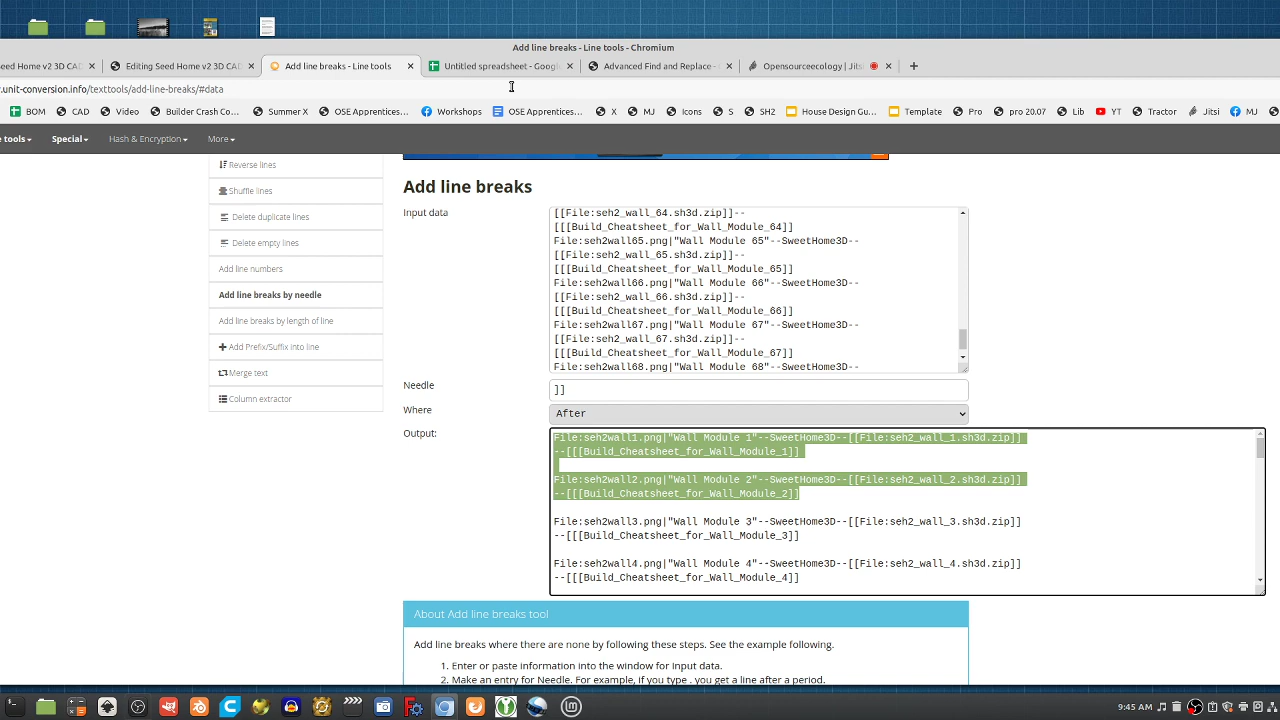 Add line breaks - Line tools - Chromium
eed Home v2 3D CA
Editing Seed Home v2 3D CA
Add line breaks - Line tools
Untitled spreadsheet - Googl
Advanced Find and Replace -
Opensourceecology | Jitsi
.unit-conversion.info/texttools/add-line-breaks/#data
BOM
CAD
Video
Builder Crash Co...
Summer X
OSE Apprentices...
Workshops
OSE Apprentices...
X
MJ
Icons
S
SH2
House Design Gu...
Template
Pro
pro 20.07
Lib
YT
Tractor
Jitsi
MJ
e tools
Special
Hash & Encryption
More
Reverse lines
Shuffle lines
Delete duplicate lines
Delete empty lines
Add line numbers
Add line breaks by needle
Add line breaks by length of line
Add Prefix/Suffix into line
Merge text
Column extractor
Add line breaks
Input data
[[File:seh2_wall_64.sh3d.zip]]--
[[[Build_Cheatsheet_for_Wall_Module_64]]
File:seh2wall65.png|"Wall Module 65"--SweetHome3D--
[[File:seh2_wall_65.sh3d.zip]]--
[[[Build_Cheatsheet_for_Wall_Module_65]]
File:seh2wall66.png|"Wall Module 66"--SweetHome3D--
[[File:seh2_wall_66.sh3d.zip]]--
[[[Build_Cheatsheet_for_Wall_Module_66]]
File:seh2wall67.png|"Wall Module 67"--SweetHome3D--
[[File:seh2_wall_67.sh3d.zip]]--
[[[Build_Cheatsheet_for_Wall_Module_67]]
File:seh2wall68.png|"Wall Module 68"--SweetHome3D--
Needle
]]
Where
After
Output:
File:seh2wall1.png|"Wall Module 1"--SweetHome3D--[[File:seh2_wall_1.sh3d.zip]]
--[[[Build_Cheatsheet_for_Wall_Module_1]]
File:seh2wall2.png|"Wall Module 2"--SweetHome3D--[[File:seh2_wall_2.sh3d.zip]]
--[[[Build_Cheatsheet_for_Wall_Module_2]]
File:seh2wall3.png|"Wall Module 3"--SweetHome3D--[[File:seh2_wall_3.sh3d.zip]]
--[[[Build_Cheatsheet_for_Wall_Module_3]]
File:seh2wall4.png|"Wall Module 4"--SweetHome3D--[[File:seh2_wall_4.sh3d.zip]]
--[[[Build_Cheatsheet_for_Wall_Module_4]]
About Add line breaks tool
Add line breaks where there are none by following these steps. See the example following.
1. Enter or paste information into the window for Input data.
2. Make an entry for Needle. For example, if you type . you get a line after a period.
9:45 AM